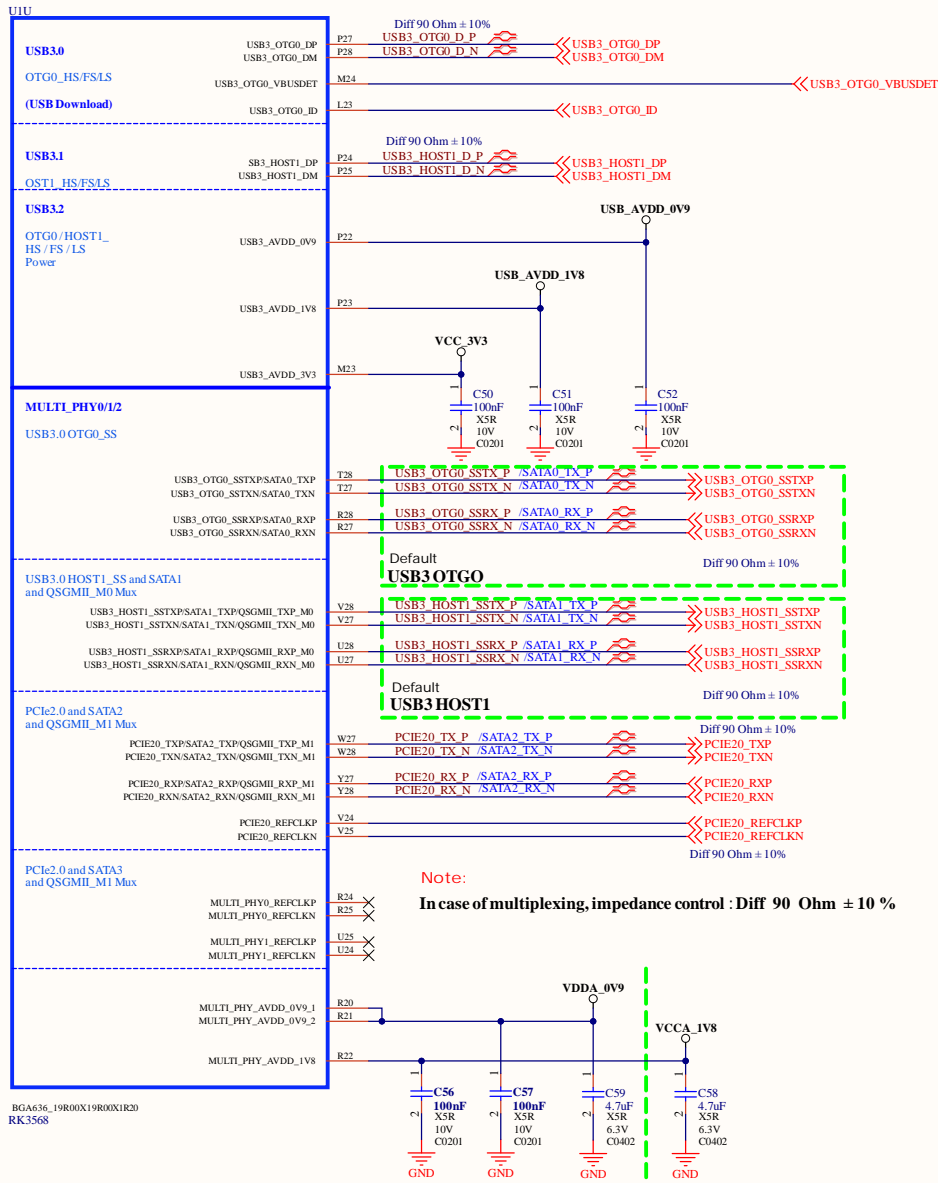 U1U
Diff 90 Ohm ± 10%
USB3.0
OTG0_HS/FS/LS
(USB Download)
USB3_OTG0_DP P27 USB3_OTG0_D_P USB3_OTG0_DP
USB3_OTG0_DM P28 USB3_OTG0_D_N USB3_OTG0_DM
USB3_OTG0_VBUSDET M24 USB3_OTG0_VBUSDET
USB3_OTG0_ID L23 USB3_OTG0_ID
Diff 90 Ohm ± 10%
USB3.1
OST1_HS/FS/LS
SB3_HOST1_DP P24 USB3_HOST1_D_P USB3_HOST1_DP
USB3_HOST1_DM P25 USB3_HOST1_D_N USB3_HOST1_DM
USB3.2
OTG0/HOST1_
HS / FS / LS
Power
USB_AVDD_0V9
USB3_AVDD_0V9 P22
USB_AVDD_1V8
USB3_AVDD_1V8 P23
VCC_3V3
USB3_AVDD_3V3 M23
1 C50 100nF X5R 10V C0201 2
1 C51 100nF X5R 10V C0201 2
1 C52 100nF X5R 10V C0201 2
MULTI_PHY0/1/2
USB3.0 OTG0_SS
USB3_OTG0_SSTXP/SATA0_TXP T28 USB3_OTG0_SSTX_P /SATA0_TX_P USB3_OTG0_SSTXP
USB3_OTG0_SSTXN/SATA0_TXN T27 USB3_OTG0_SSTX_N /SATA0_TX_N USB3_OTG0_SSTXN
USB3_OTG0_SSRXP/SATA0_RXP R28 USB3_OTG0_SSRX_P /SATA0_RX_P USB3_OTG0_SSRXP
USB3_OTG0_SSRXN/SATA0_RXN R27 USB3_OTG0_SSRX_N /SATA0_RX_N USB3_OTG0_SSRXN
Default
USB3 OTGO
Diff 90 Ohm ± 10%
USB3.0 HOST1_SS and SATA1
and QSGMII_M0 Mux
USB3_HOST1_SSTXP/SATA1_TXP/QSGMII_TXP_M0 V28 USB3_HOST1_SSTX_P /SATA1_TX_P USB3_HOST1_SSTXP
USB3_HOST1_SSTXN/SATA1_TXN/QSGMII_TXN_M0 V27 USB3_HOST1_SSTX_N /SATA1_TX_N USB3_HOST1_SSTXN
USB3_HOST1_SSRXP/SATA1_RXP/QSGMII_RXP_M0 U28 USB3_HOST1_SSRX_P /SATA1_RX_P USB3_HOST1_SSRXP
USB3_HOST1_SSRXN/SATA1_RXN/QSGMII_RXN_M0 U27 USB3_HOST1_SSRX_N /SATA1_RX_N USB3_HOST1_SSRXN
Default
USB3 HOST1
Diff 90 Ohm ± 10%
PCIe2.0 and SATA2
and QSGMII_M1 Mux
Diff 90 Ohm ± 10%
PCIE20_TXP/SATA2_TXP/QSGMII_TXP_M1 W27 PCIE20_TX_P /SATA2_TX_P PCIE20_TXP
PCIE20_TXN/SATA2_TXN/QSGMII_TXN_M1 W28 PCIE20_TX_N /SATA2_TX_N PCIE20_TXN
PCIE20_RXP/SATA2_RXP/QSGMII_RXP_M1 Y27 PCIE20_RX_P /SATA2_RX_P PCIE20_RXP
PCIE20_RXN/SATA2_RXN/QSGMII_RXN_M1 Y28 PCIE20_RX_N /SATA2_RX_N PCIE20_RXN
PCIE20_REFCLKP V24 PCIE20_REFCLKP
PCIE20_REFCLKN V25 PCIE20_REFCLKN
Diff 90 Ohm ± 10%
PCIe2.0 and SATA3
and QSGMII_M1 Mux
Note:
In case of multiplexing, impedance control : Diff 90 Ohm ± 10 %
MULTI_PHY0_REFCLKP R24
MULTI_PHY0_REFCLKN R25
MULTI_PHY1_REFCLKP U25
MULTI_PHY1_REFCLKN U24
VDDA_0V9
MULTI_PHY_AVDD_0V9_1 R20
MULTI_PHY_AVDD_0V9_2 R21
VCCA_1V8
MULTI_PHY_AVDD_1V8 R22
1 C56 100nF X5R 10V C0201 2 GND
1 C57 100nF X5R 10V C0201 2 GND
1 C59 4.7uF X5R 6.3V C0402 2 GND
1 C58 4.7uF X5R 6.3V C0402 2 GND
BGA636_19R00X19R00X1R20
RK3568